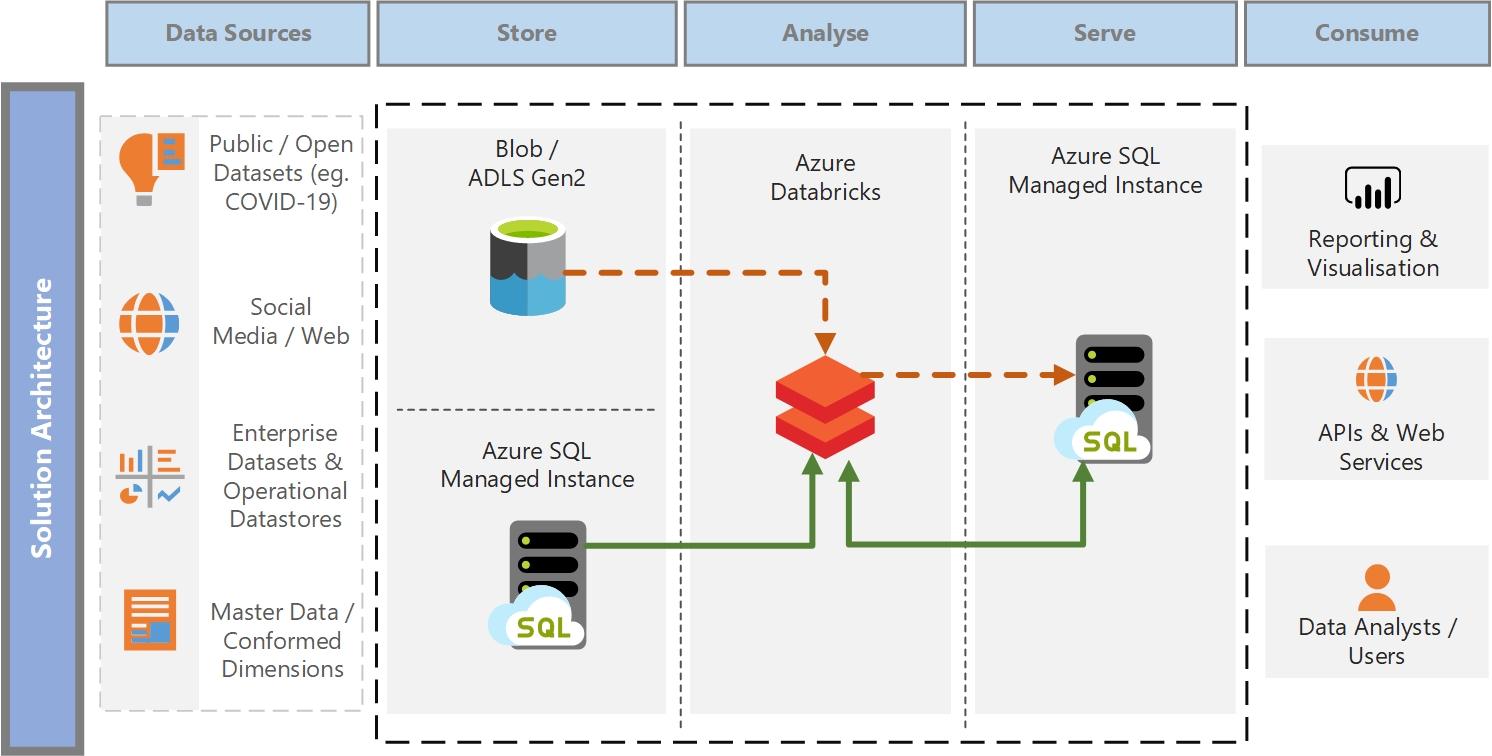 Data Sources
Store
Analyse
Serve
Consume
Solution Architecture
Public / Open
Datasets (eg.
COVID-19)
Social
Media / Web
Enterprise
Datasets &
Operational
Datastores
Master Data /
Conformed
Dimensions
Blob /
ADLS Gen2
Azure SQL
Managed Instance
SQL
Azure
Databricks
Azure SQL
Managed Instance
SQL
Reporting &
Visualisation
APIs & Web
Services
Data Analysts /
Users